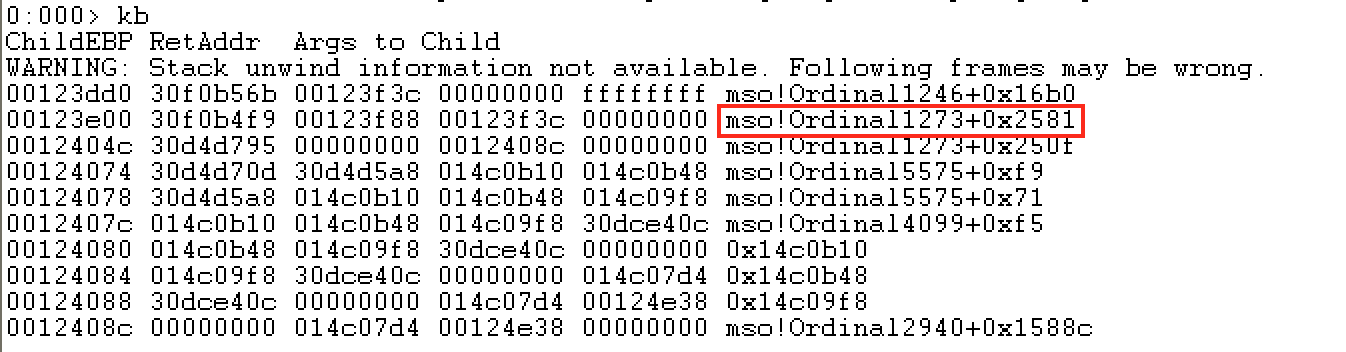 0:000> kb
ChildEBP RetAddr  Args to Child
WARNING: Stack unwind information not available. Following frames may be wrong.
00123dd0 30f0b56b 00123f3c 00000000 ffffffff mso!Ordinal1246+0x16b0
00123e00 30f0b4f9 00123f88 00123f3c 00000000 mso!Ordinal1273+0x2581
0012404c 30d4d795 00000000 0012408c 00000000 mso!Ordinal1273+0x250f
00124074 30d4d70d 30d4d5a8 014c0b10 014c0b48 mso!Ordinal5575+0xf9
00124078 30d4d5a8 014c0b10 014c0b48 014c09f8 mso!Ordinal5575+0x71
0012407c 014c0b10 014c0b48 014c09f8 30dce40c mso!Ordinal4099+0xf5
00124080 014c0b48 014c09f8 30dce40c 00000000 0x14c0b10
00124084 014c09f8 30dce40c 00000000 014c07d4 0x14c0b48
00124088 30dce40c 00000000 014c07d4 00124e38 0x14c09f8
0012408c 00000000 014c07d4 00124e38 00000000 mso!Ordinal2940+0x1588c